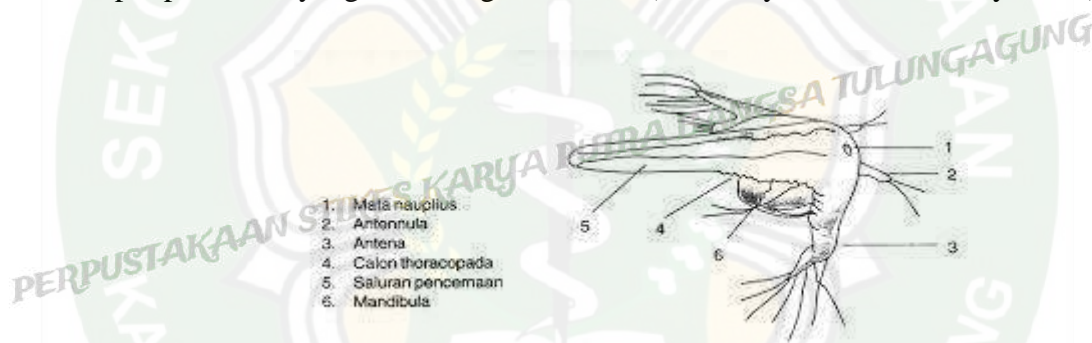 1
2
3
4
5
6
1. Mata nauplius
2. Antennula
3. Antena
4. Calon thoracopada
5. Saluran pencernaan
6. Mandibula
PERPUSTAKAAN STIKES KARYA PUTRA BANGSA TULUNGAGUNG